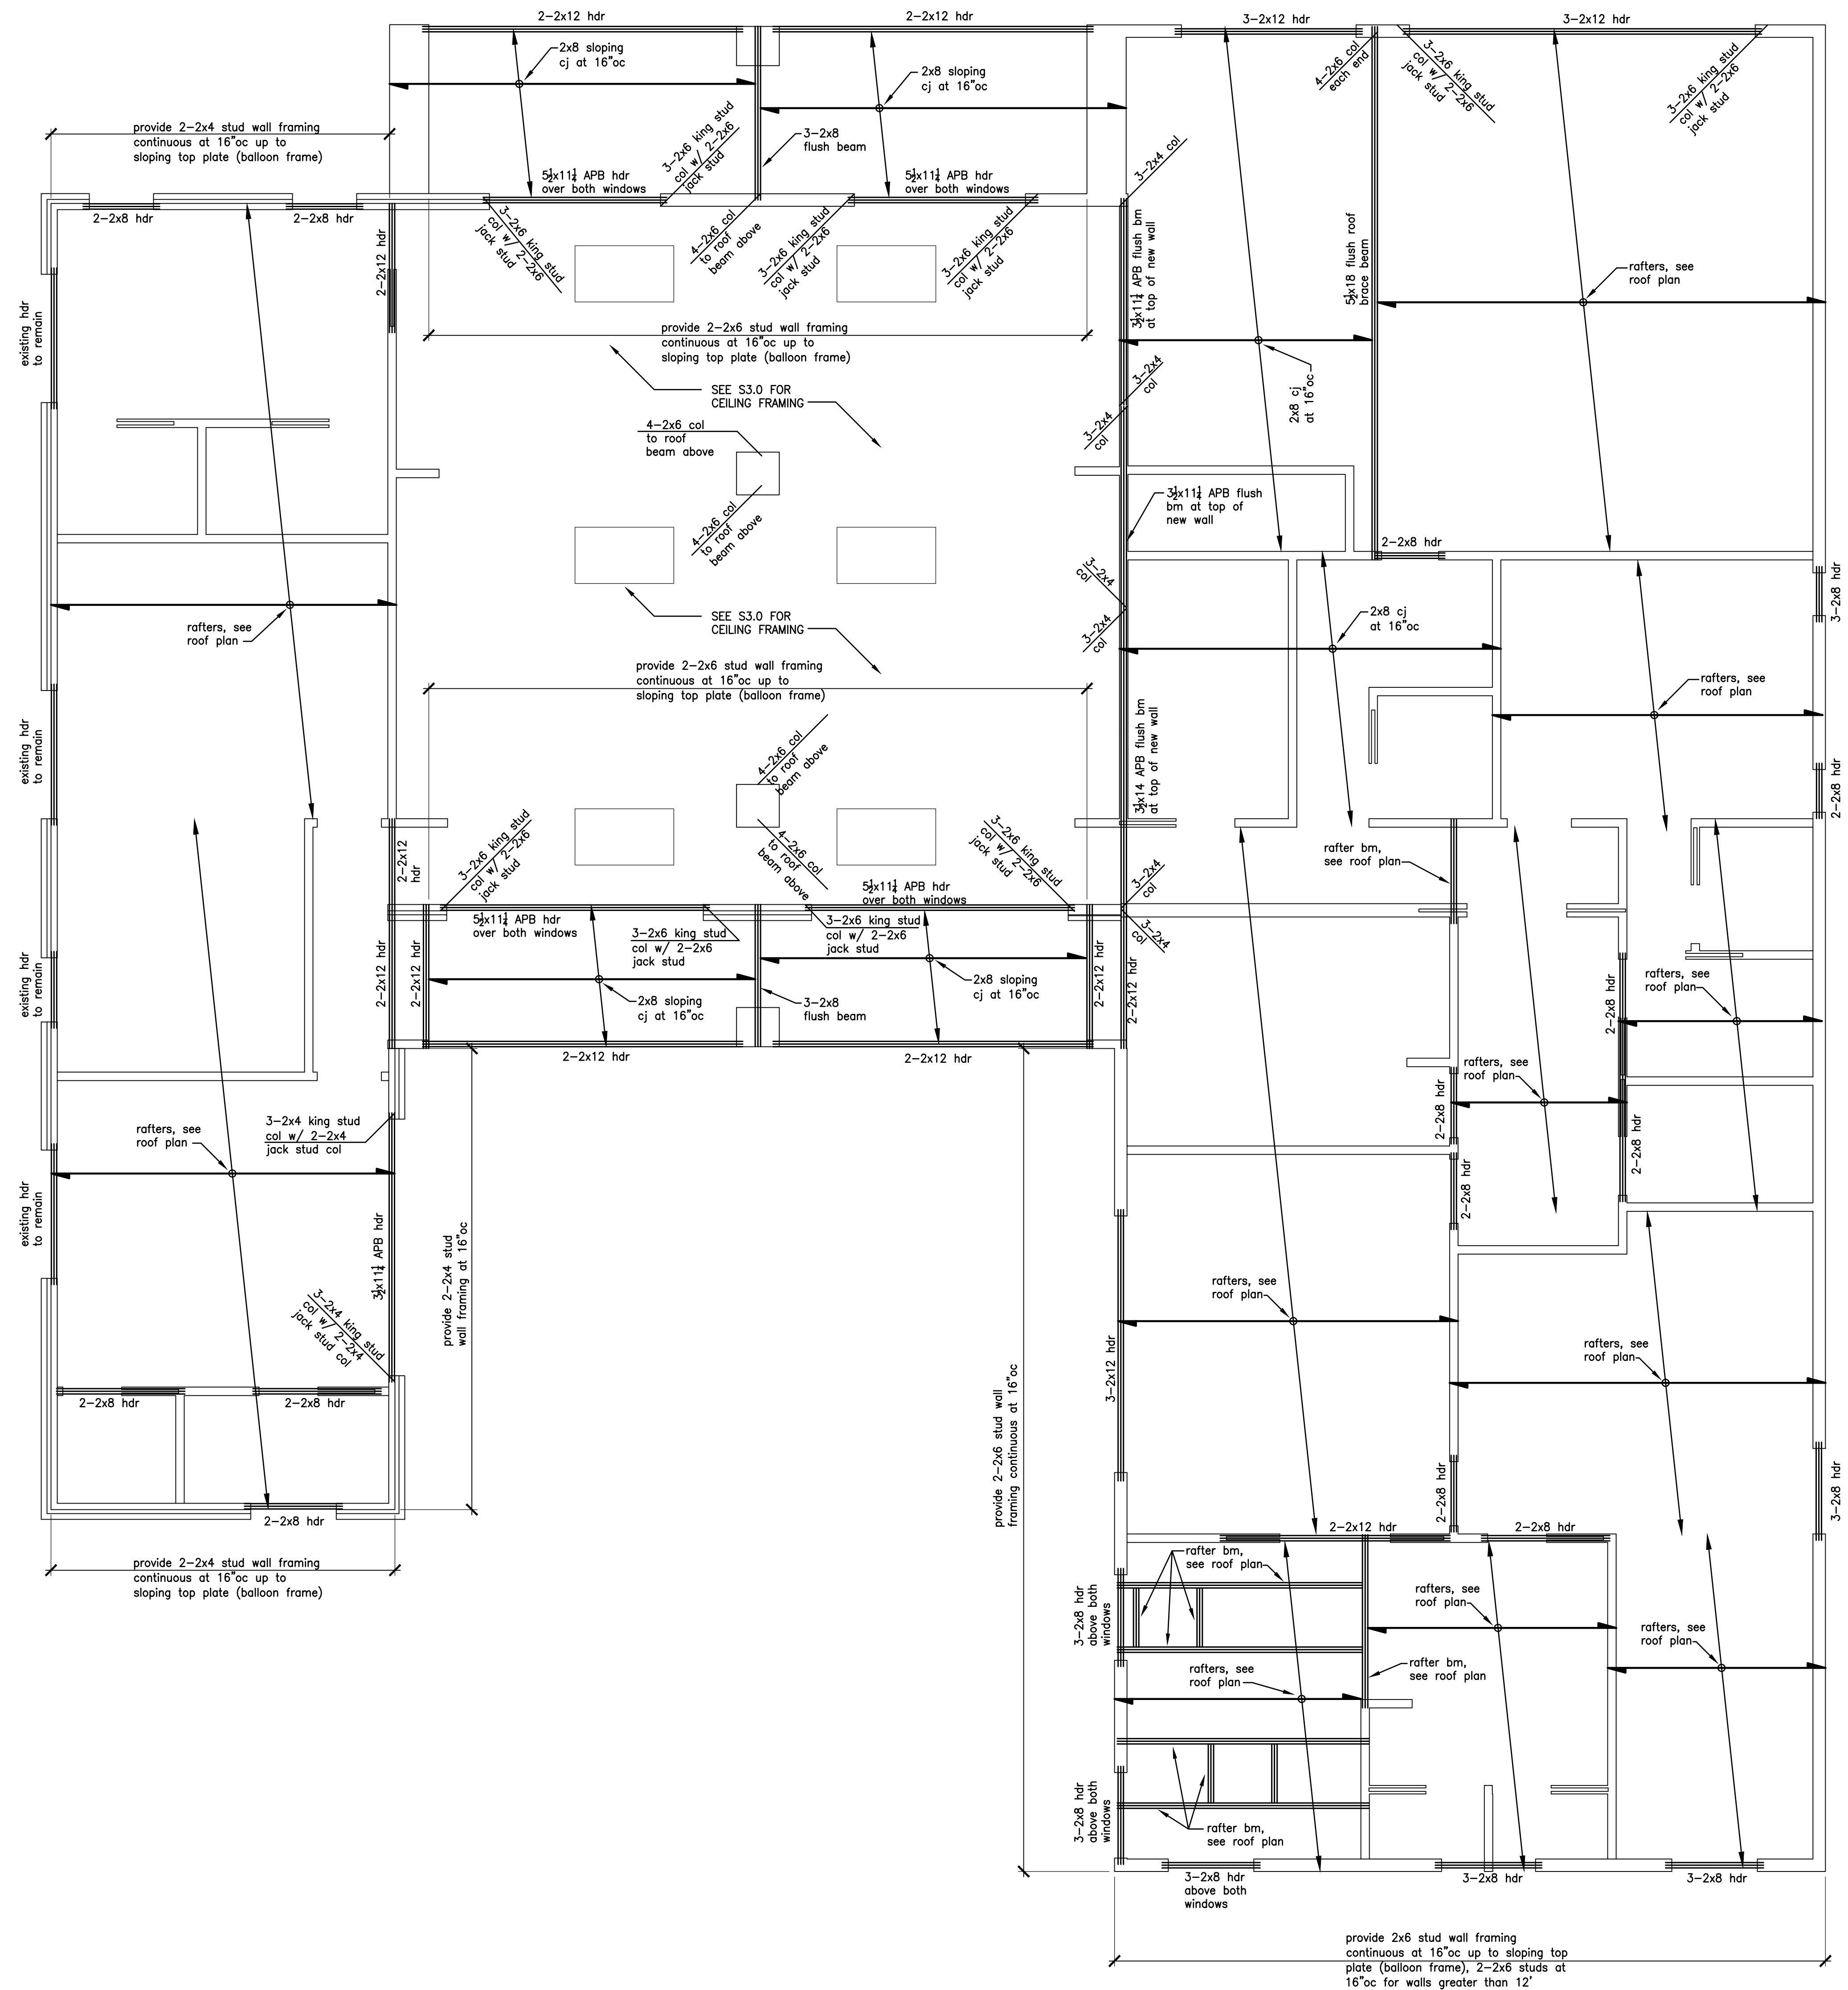 2-2x12 hdr
2-2x12 hdr
3-2x12 hdr
3-2x12 hdr
2x8 sloping
cj at 16"oc
2x8 sloping
cj at 16"oc
4-2x6 col
each end
3-2x6 king stud
col w/ 2-2x6
jack stud
3-2x6 king stud
col w/ 2-2x6
jack stud
provide 2-2x4 stud wall framing
continuous at 16"oc up to
sloping top plate (balloon frame)
3-2x6 king stud
col w/ 2-2x6
jack stud
3-2x8
flush beam
3-2x4 col
5½x11¼ APB hdr
over both windows
5½x11¼ APB hdr
over both windows
2-2x8 hdr
2-2x8 hdr
2-2x12 hdr
3-2x6 king stud
col w/ 2-2x6
jack stud
4-2x6 col
to roof
beam above
3-2x6 king stud
col w/ 2-2x6
jack stud
3-2x6 king stud
col w/ 2-2x6
jack stud
3½x11¼ APB flush bm
at top of new wall
5½x18 flush roof
brace beam
rafters, see
roof plan
existing hdr
to remain
provide 2-2x6 stud wall framing
continuous at 16"oc up to
sloping top plate (balloon frame)
3-2x4
col
2x8 cj
at 16"oc
SEE S3.0 FOR
CEILING FRAMING
4-2x6 col
to roof
beam above
3-2x4
col
3½x11¼ APB flush
bm at top of
new wall
4-2x6 col
to roof
beam above
2-2x8 hdr
3-2x4
col
3-2x8 hdr
rafters, see
roof plan
SEE S3.0 FOR
CEILING FRAMING
3-2x4
col
2x8 cj
at 16"oc
provide 2-2x6 stud wall framing
continuous at 16"oc up to
sloping top plate (balloon frame)
rafters, see
roof plan
existing hdr
to remain
4-2x6 col
to roof
beam above
3½x14 APB flush bm
at top of new wall
2-2x8 hdr
2-2x12
hdr
3-2x6 king stud
col w/ 2-2x6
jack stud
4-2x6 col
to roof
beam above
3-2x6 king stud
col w/ 2-2x6
jack stud
rafter bm,
see roof plan
3-2x4
col
5½x11¼ APB hdr
over both windows
5½x11¼ APB hdr
over both windows
3-2x6 king stud
col w/ 2-2x6
jack stud
3-2x6 king stud
col w/ 2-2x6
jack stud
3-2x4
col
existing hdr
to remain
2-2x12 hdr
2-2x12 hdr
2x8 sloping
cj at 16"oc
3-2x8
flush beam
2x8 sloping
cj at 16"oc
2-2x12 hdr
2-2x12 hdr
2-2x8 hdr
rafters, see
roof plan
2-2x12 hdr
2-2x12 hdr
rafters, see
roof plan
rafters, see
roof plan
3-2x4 king stud
col w/ 2-2x4
jack stud col
2-2x8 hdr
2-2x8 hdr
2-2x8 hdr
existing hdr
to remain
3½x11¼ APB hdr
provide 2-2x4 stud
wall framing at 16"oc
3-2x4 king stud
col w/ 2-2x4
jack stud col
rafters, see
roof plan
rafters, see
roof plan
3-2x12 hdr
2-2x8 hdr
2-2x8 hdr
provide 2-2x6 stud wall
framing continuous at 16"oc
2-2x8 hdr
3-2x8 hdr
2-2x8 hdr
2-2x12 hdr
2-2x8 hdr
provide 2-2x4 stud wall framing
continuous at 16"oc up to
sloping top plate (balloon frame)
rafter bm,
see roof plan
3-2x8 hdr
above both
windows
rafters, see
roof plan
rafters, see
roof plan
rafters, see
roof plan
rafter bm,
see roof plan
3-2x8 hdr
above both
windows
rafter bm,
see roof plan
3-2x8 hdr
above both
windows
3-2x8 hdr
3-2x8 hdr
provide 2x6 stud wall framing
continuous at 16"oc up to sloping top
plate (balloon frame), 2-2x6 studs at
16"oc for walls greater than 12'